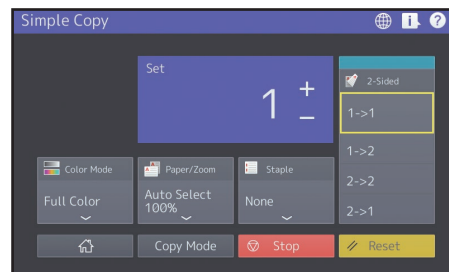 Simple Copy
Set
1
+
−
2-Sided
1->1
1->2
2->2
2->1
Color Mode
Full Color
Paper/Zoom
Auto Select
100%
Staple
None
Copy Mode
Stop
Reset